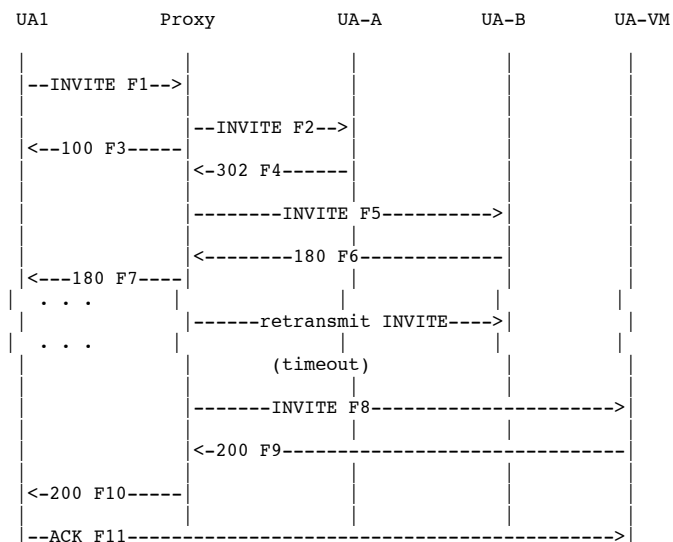 UA1 Proxy UA-A UA-B UA-VM
| | | | |
|--INVITE F1-->| | | |
| | | | |
| |--INVITE F2-->| | |
|<--100 F3-----| | | |
| |<-302 F4------| | |
| | | | |
| |--------INVITE F5---------->| |
| | | | |
| |<--------180 F6-------------| |
|<---180 F7----| | | |
| . . . | | | |
| |------retransmit INVITE---->| |
| . . . | | | |
| | (timeout) | |
| | | | |
| |-------INVITE F8--------------------->|
| | | | |
| |<-200 F9------------------------------|
| | | | |
|<-200 F10-----| | | |
| | | | |
|--ACK F11------------------------------------------->|